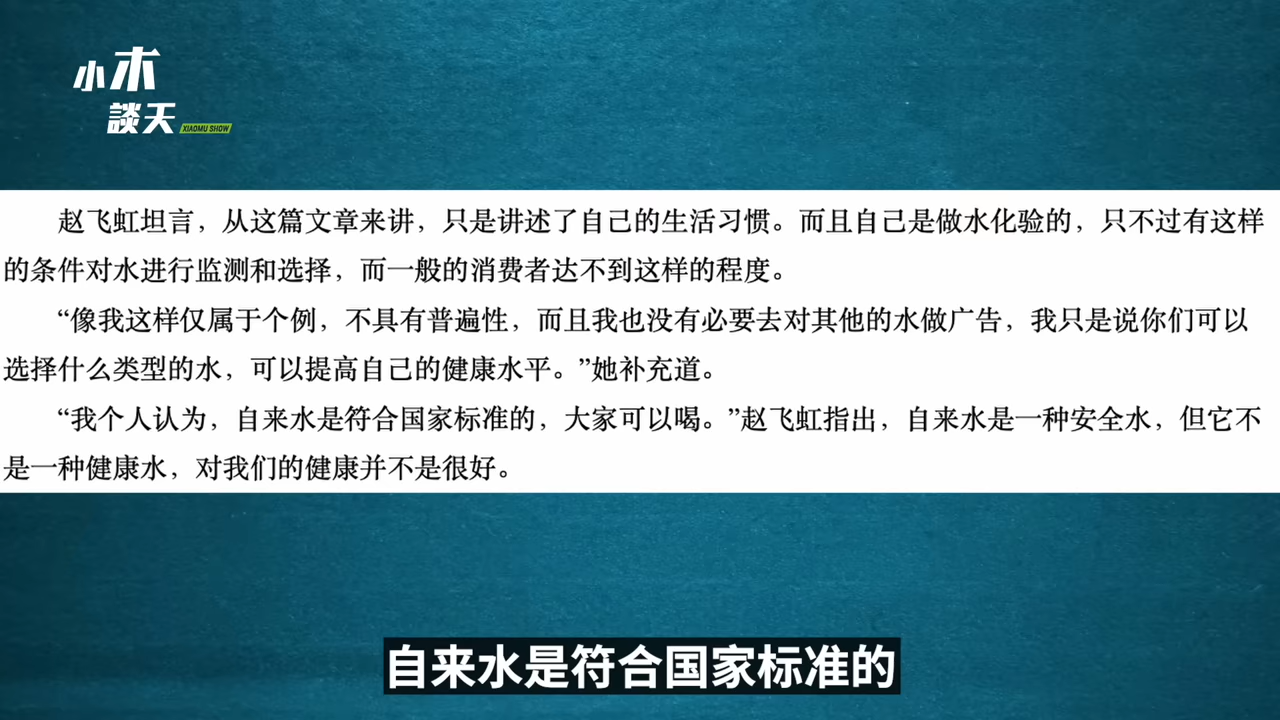 小木
談天 XIAOMU SHOW
赵飞虹坦言，从这篇文章来讲，只是讲述了自己的生活习惯。而且自己是做水化验的，只不过有这样
的条件对水进行监测和选择，而一般的消费者达不到这样的程度。
“像我这样仅属于个例，不具有普遍性，而且我也没有必要去对其他的水做广告，我只是说你们可以
选择什么类型的水，可以提高自己的健康水平。”她补充道。
“我个人认为，自来水是符合国家标准的，大家可以喝。”赵飞虹指出，自来水是一种安全水，但它不
是一种健康水，对我们的健康并不是很好。
自来水是符合国家标准的